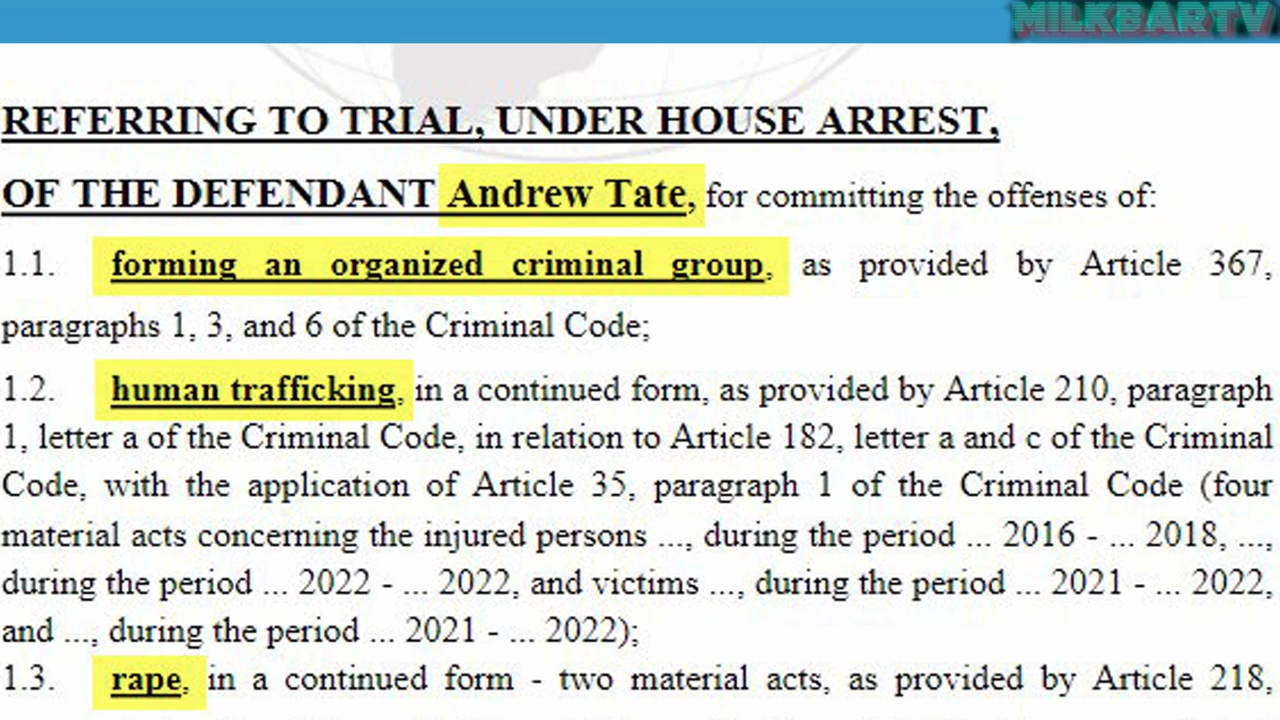 MILKBARTV
REFERRING TO TRIAL, UNDER HOUSE ARREST,
OF THE DEFENDANT Andrew Tate, for committing the offenses of:
1.1. forming an organized criminal group, as provided by Article 367,
paragraphs 1, 3, and 6 of the Criminal Code;
1.2. human trafficking, in a continued form, as provided by Article 210, paragraph
1, letter a of the Criminal Code, in relation to Article 182, letter a and c of the Criminal
Code, with the application of Article 35, paragraph 1 of the Criminal Code (four
material acts concerning the injured persons ..., during the period ... 2016 - ... 2018, ...,
during the period ... 2022 - ... 2022, and victims ..., during the period ... 2021 - ... 2022,
and ..., during the period ... 2021 - ... 2022);
1.3. rape, in a continued form - two material acts, as provided by Article 218,